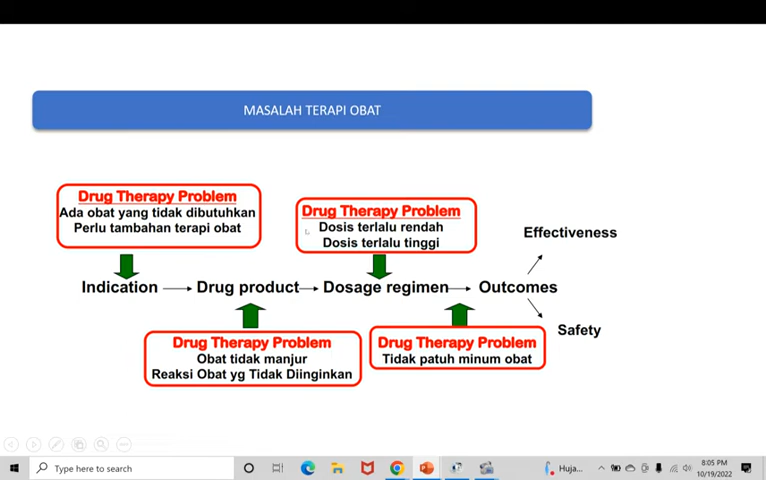 MASALAH TERAPI OBAT
Drug Therapy Problem
Ada obat yang tidak dibutuhkan
Perlu tambahan terapi obat
Drug Therapy Problem
Dosis terlalu rendah
Dosis terlalu tinggi
Effectiveness
Indication
Drug product
Dosage regimen
Outcomes
Safety
Drug Therapy Problem
Obat tidak manjur
Reaksi Obat yg Tidak Diinginkan
Drug Therapy Problem
Tidak patuh minum obat
Type here to search
Huja...
8:05 PM
10/19/2022